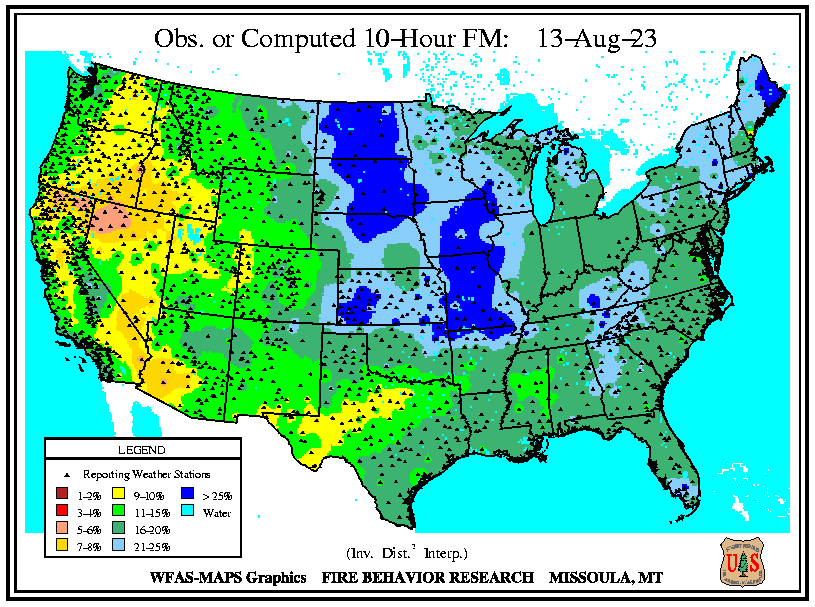 Obs. or Computed 10-Hour FM: 13-Aug-23
LEGEND
Reporting Weather Stations
1-2% 9-10% > 25%
3-4% 11-15% Water
5-6% 16-20%
7-8% 21-25%
(Inv. Dist.² Interp.)
WFAS-MAPS Graphics FIRE BEHAVIOR RESEARCH MISSOULA, MT
U S